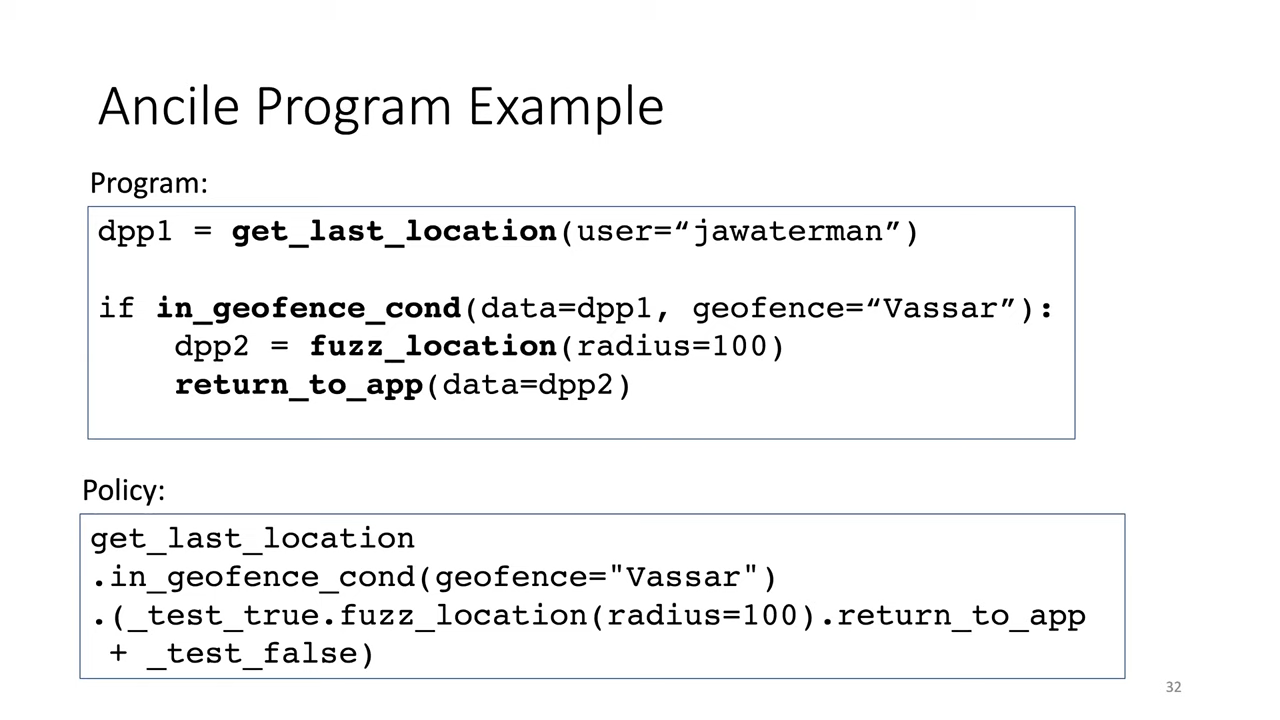 Ancile Program Example
Program:
dpp1 = get_last_location(user=“jawaterman”)
if in_geofence_cond(data=dpp1, geofence=“Vassar”):
dpp2 = fuzz_location(radius=100)
return_to_app(data=dpp2)
Policy:
get_last_location
.in_geofence_cond(geofence="Vassar")
.(_test_true.fuzz_location(radius=100).return_to_app
+ _test_false)
32